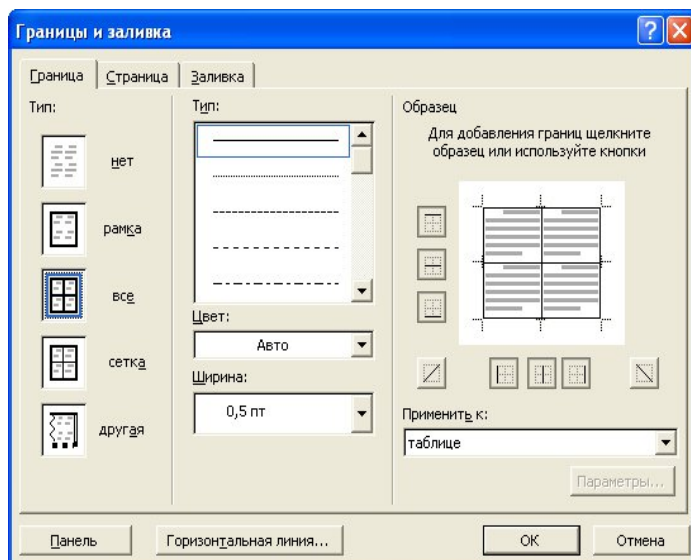 Границы и заливка
Граница Страница Заливка
Тип:
нет
рамка
все
сетка
другая
Тип:
Цвет:
Авто
Ширина:
0,5 пт
Образец
Для добавления границ щелкните
образец или используйте кнопки
Применить к:
таблице
Параметры...
Панель Горизонтальная линия... ОК Отмена